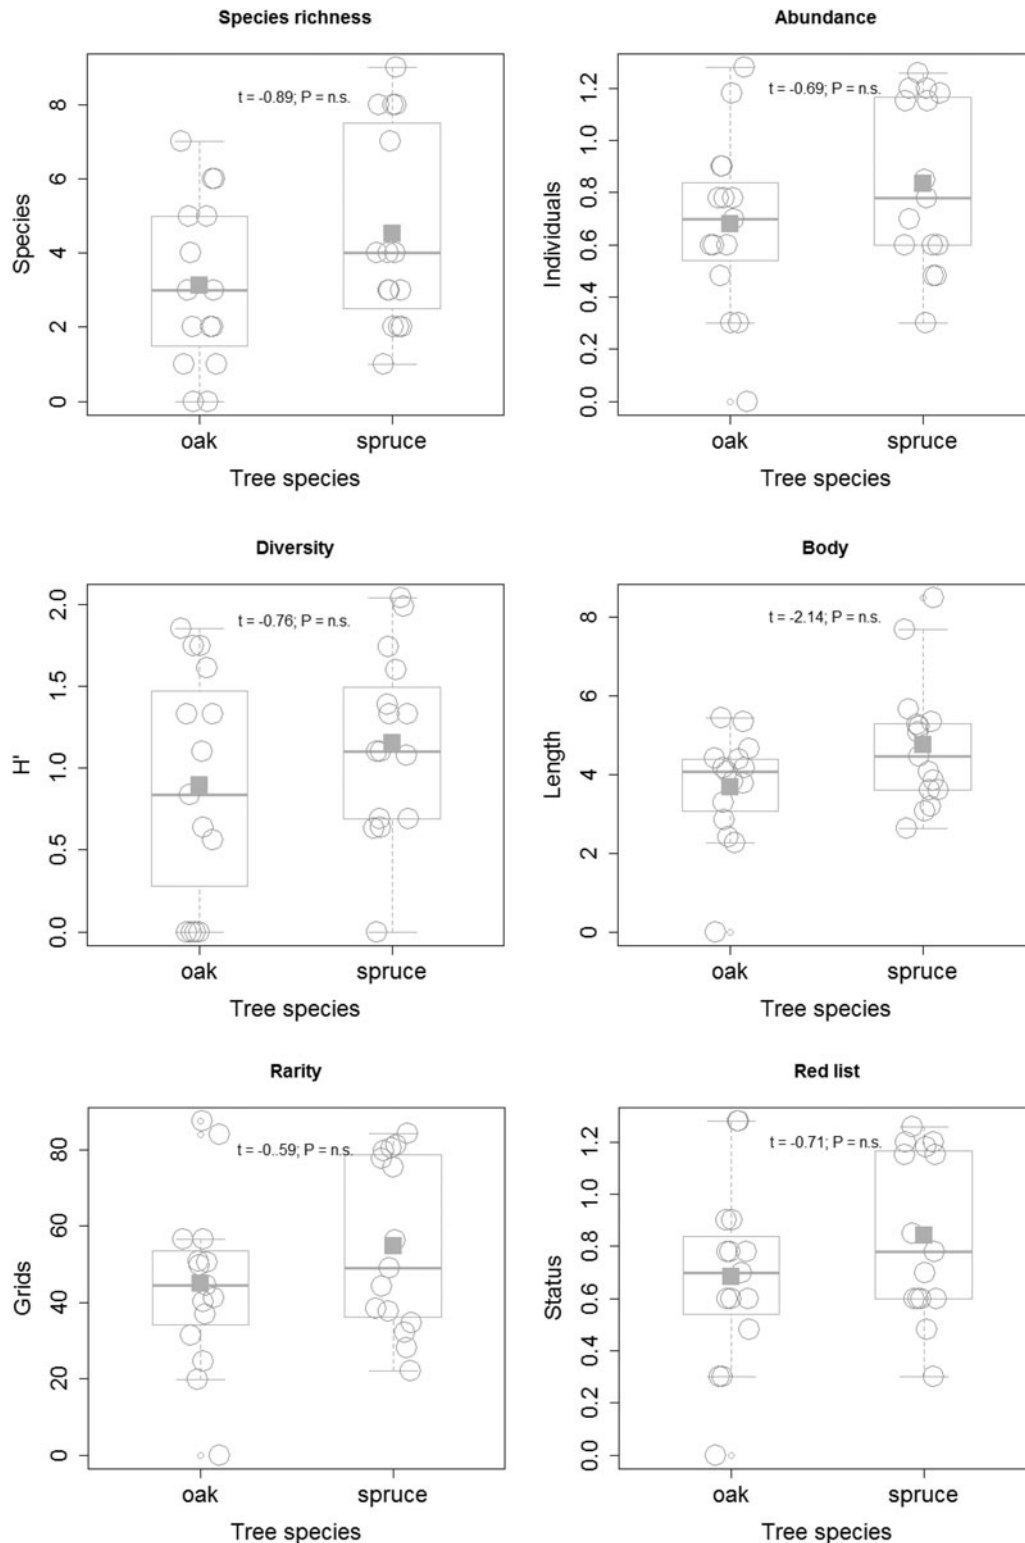 Species richness
t = -0.89; P = n.s.
Species
0 2 4 6 8
oak spruce
Tree species
Abundance
t = -0.69; P = n.s.
Individuals
0.0 0.2 0.4 0.6 0.8 1.0 1.2
oak spruce
Tree species
Diversity
t = -0.76; P = n.s.
H'
0.0 0.5 1.0 1.5 2.0
oak spruce
Tree species
Body
t = -2.14; P = n.s.
Length
0 2 4 6 8
oak spruce
Tree species
Rarity
t = -0..59; P = n.s.
Grids
0 20 40 60 80
oak spruce
Tree species
Red list
t = -0.71; P = n.s.
Status
0.0 0.2 0.4 0.6 0.8 1.0 1.2
oak spruce
Tree species